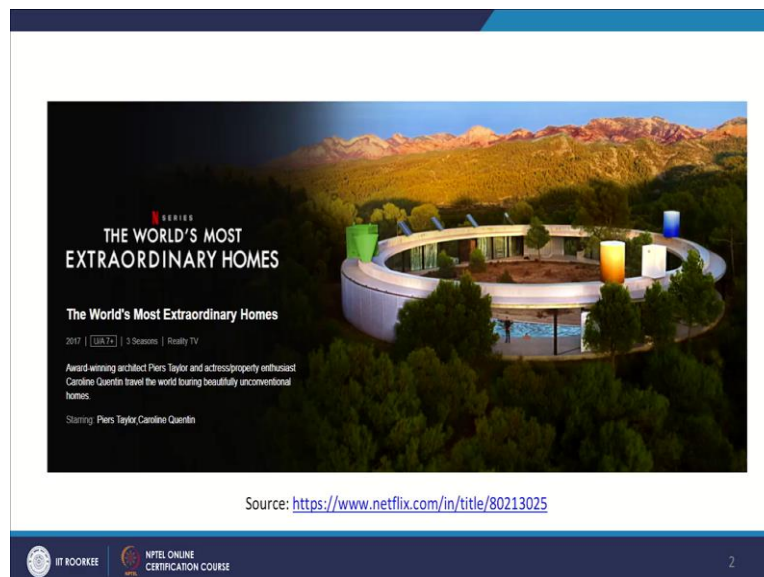 N SERIES
THE WORLD'S MOST
EXTRAORDINARY HOMES
The World's Most Extraordinary Homes
2017 | U/A 7+ | 3 Seasons | Reality TV
Award-winning architect Piers Taylor and actress/property enthusiast
Caroline Quentin travel the world touring beautifully unconventional
homes.
Starring: Piers Taylor,Caroline Quentin
Source: https://www.netflix.com/in/title/80213025
IIT ROORKEE
NPTEL
NPTEL ONLINE
CERTIFICATION COURSE
2